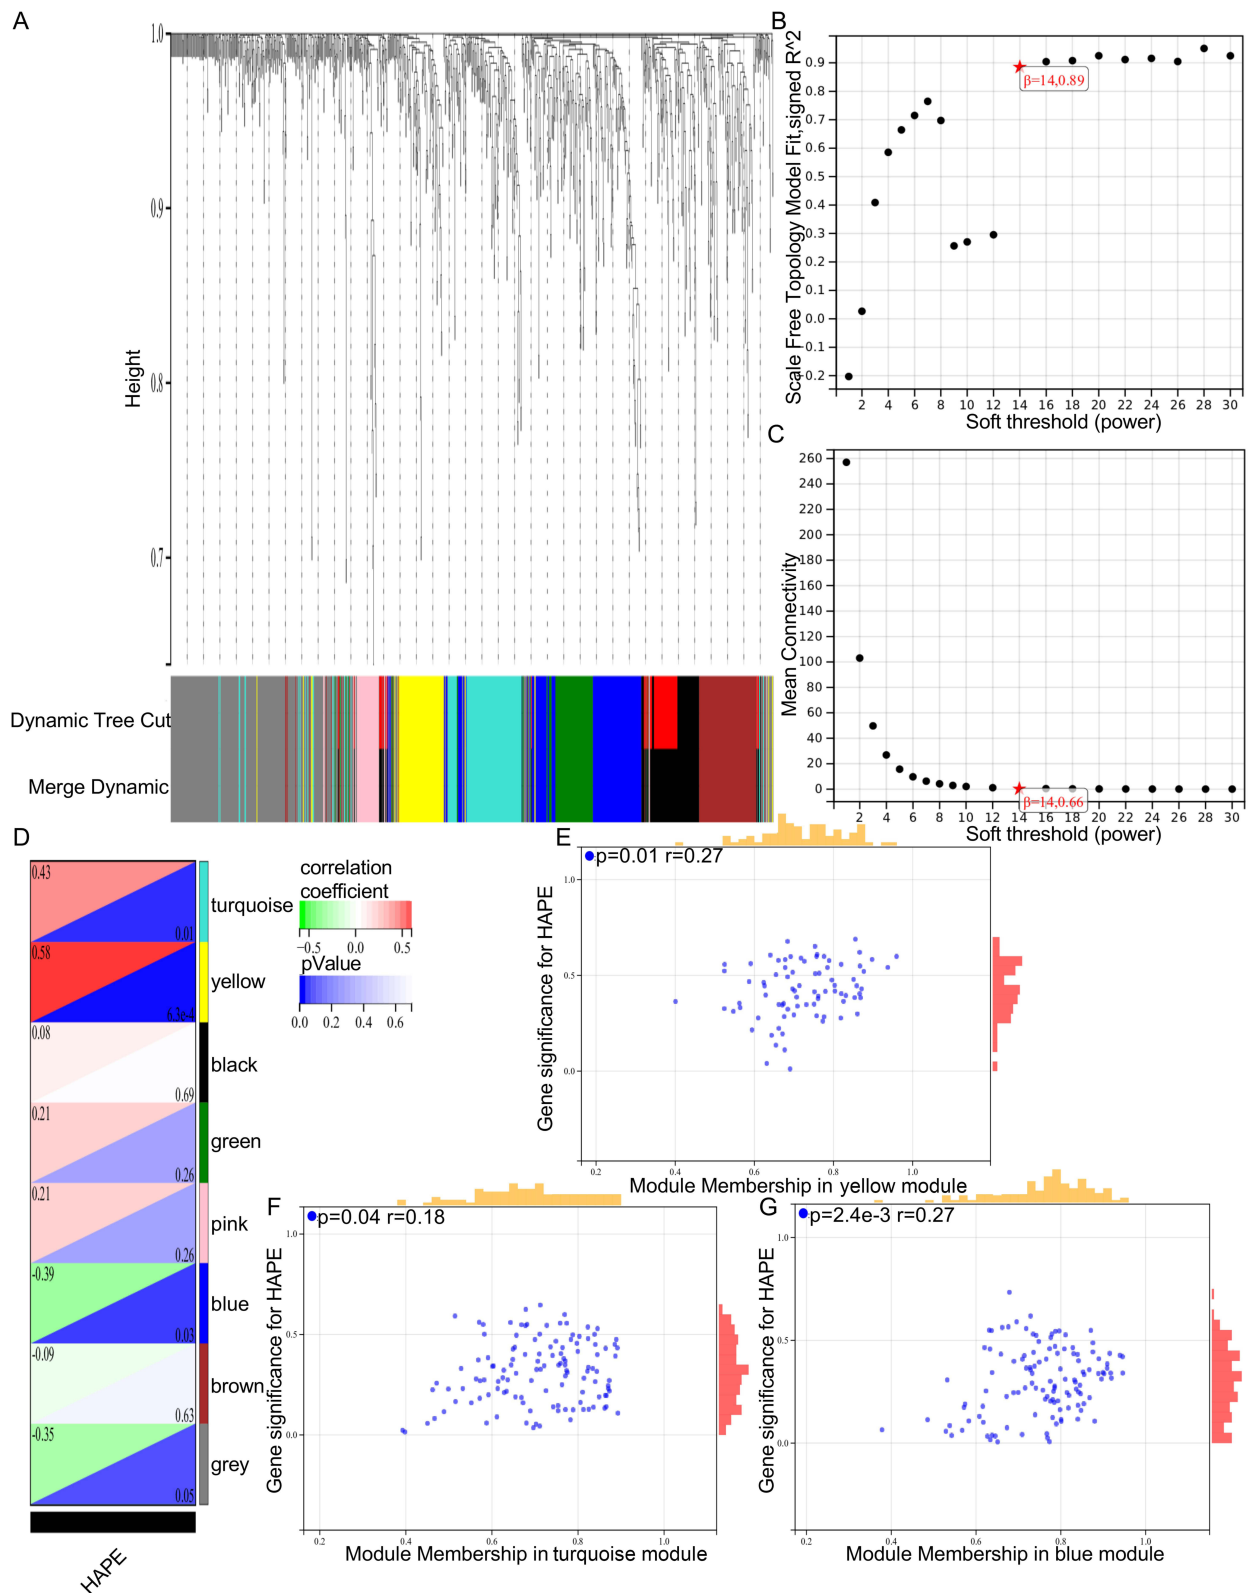 A
1.0
0.9
0.8
0.7
Height
Dynamic Tree Cut
Merge Dynamic
B
Scale Free Topology Model Fit,signed R^2
0.9
0.8
0.7
0.6
0.5
0.4
0.3
0.2
0.1
0.0
-0.1
-0.2
β=14,0.89
2 4 6 8 10 12 14 16 18 20 22 24 26 28 30
Soft threshold (power)
C
Mean Connectivity
260
240
220
200
180
160
140
120
100
80
60
40
20
0
β=14,0.66
2 4 6 8 10 12 14 16 18 20 22 24 26 28 30
Soft threshold (power)
D
0.43
0.01
turquoise
0.58
6.3e-4
yellow
0.08
0.69
black
0.21
0.26
green
0.21
0.26
pink
-0.39
0.03
blue
-0.09
0.63
brown
-0.35
0.05
grey
HAPE
correlation
coefficient
-0.5 0.0 0.5
pValue
0.0 0.2 0.4 0.6
E
p=0.01 r=0.27
Gene significance for HAPE
1.0
0.5
0.0
0.2 0.4 0.6 0.8 1.0
Module Membership in yellow module
F
p=0.04 r=0.18
Gene significance for HAPE
1.0
0.5
0.0
0.2 0.4 0.6 0.8 1.0
Module Membership in turquoise module
G
p=2.4e-3 r=0.27
Gene significance for HAPE
1.0
0.5
0.0
0.2 0.4 0.6 0.8 1.0
Module Membership in blue module